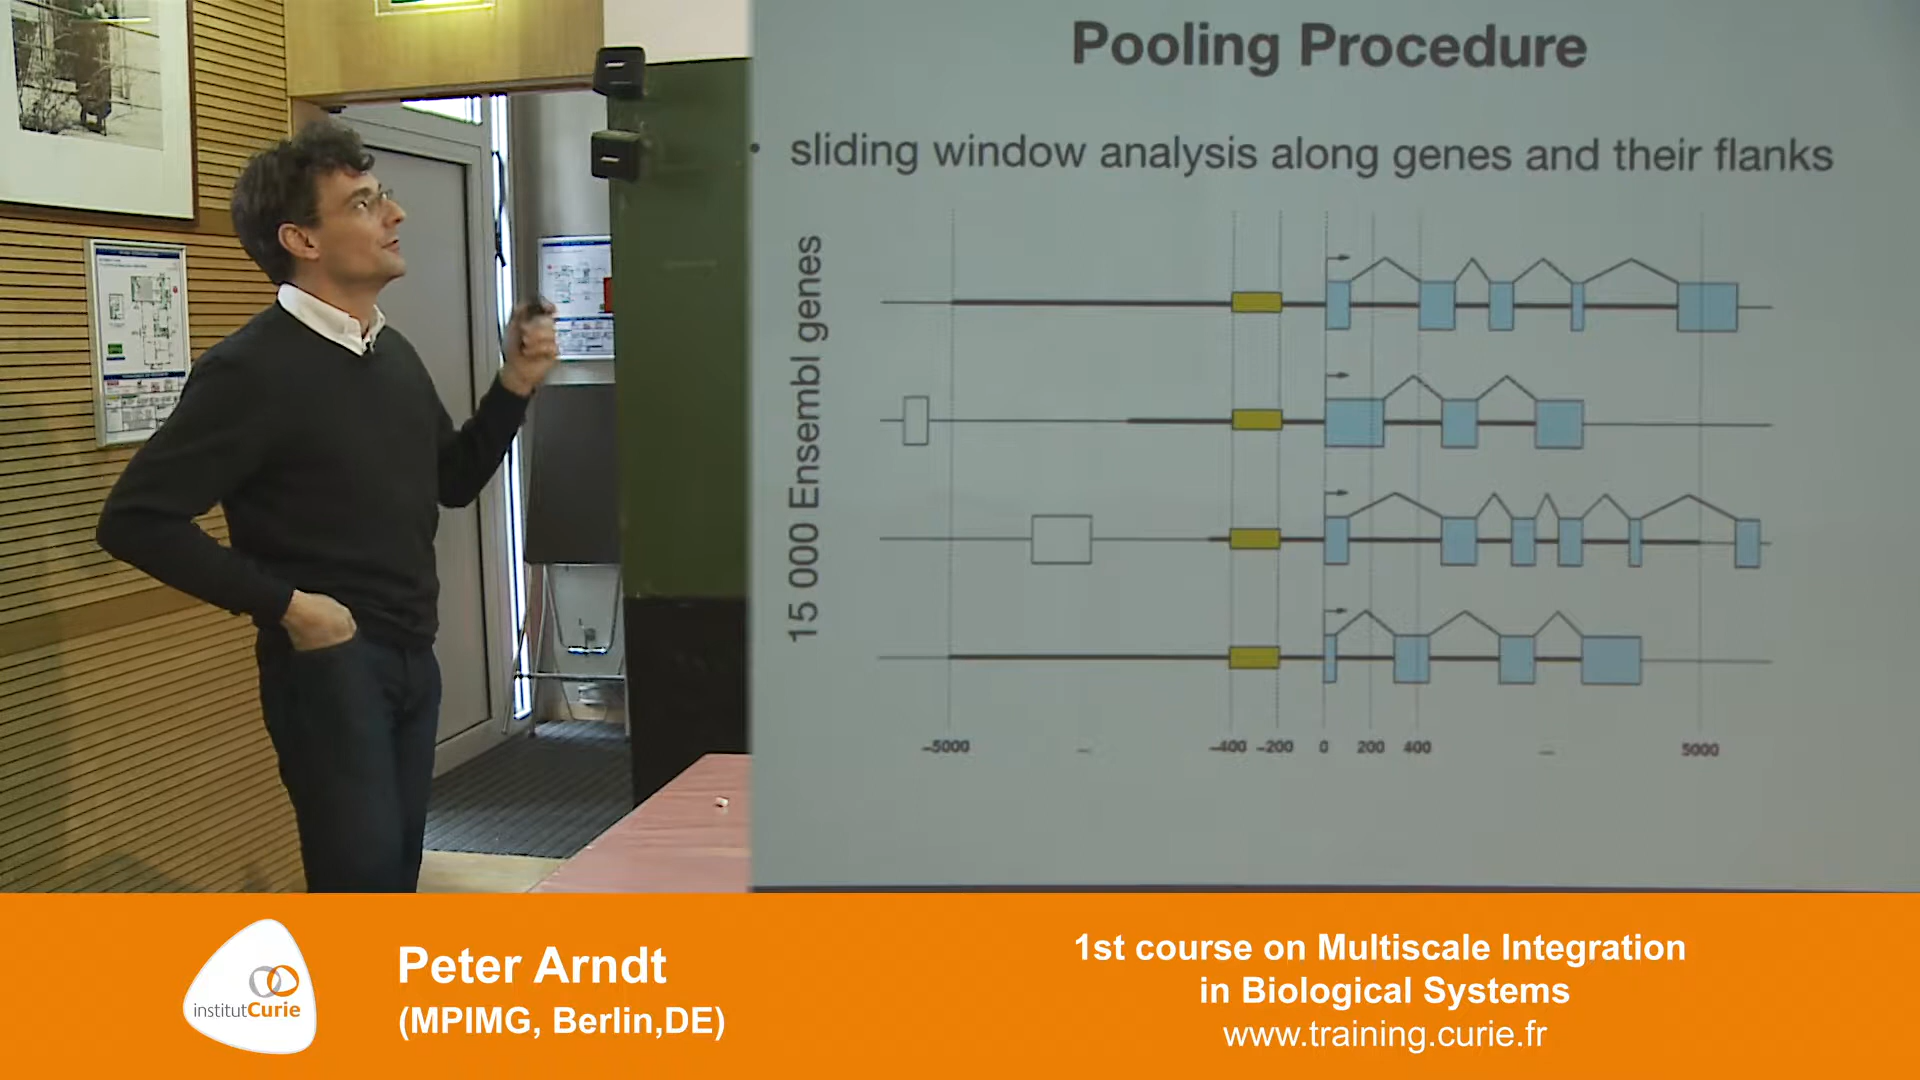 Pooling Procedure
• sliding window analysis along genes and their flanks
15 000 Ensembl genes
−5000 ... −400 −200 0 200 400 ... 5000
institutCurie
Peter Arndt
(MPIMG, Berlin,DE)
1st course on Multiscale Integration
in Biological Systems
www.training.curie.fr